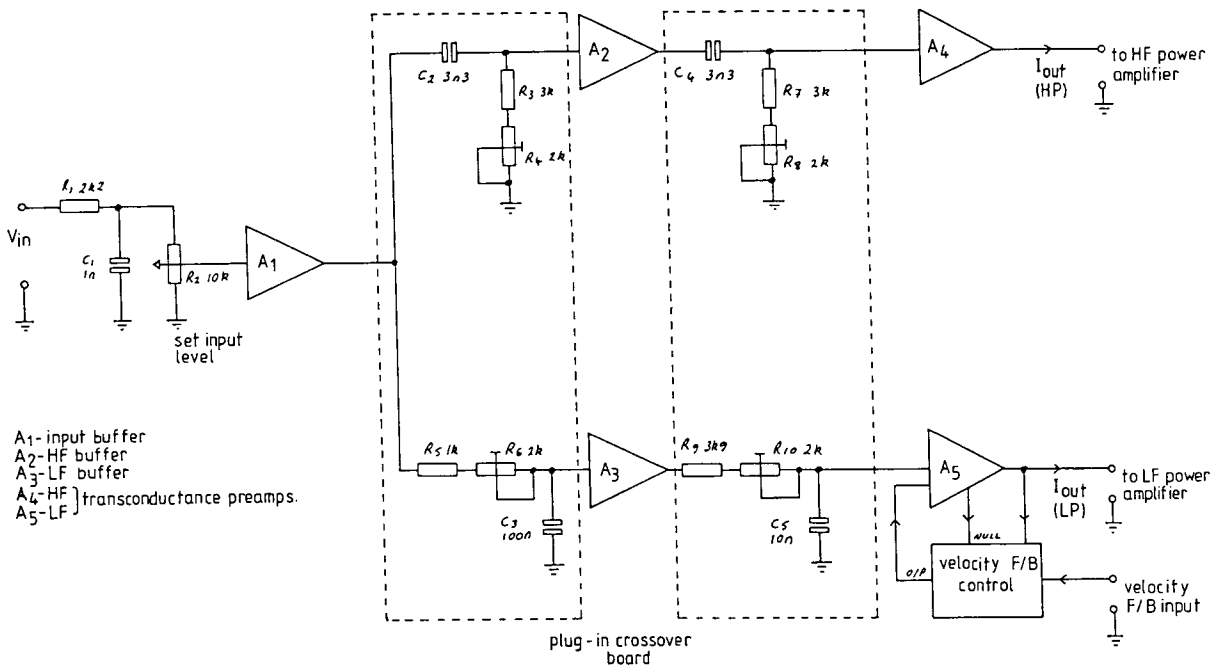 A2
A4
C2 3n3
C4 3n3
Iout
(HP)
to HF power
amplifier
R3 3k
R7 3k
R4 2k
R8 2k
R1 2k2
Vin
C1
1n
R2 10k
A1
set input
level
A1-input buffer
A2-HF buffer
A3-LF buffer
A4-HF
A5-LF
transconductance preamps.
R5 1k
R6 2k
A3
R9 3k9
R10 2k
A5
C3
100n
C5
10n
Iout
(LP)
to LF power
amplifier
NULL
O/P
velocity F/B
control
velocity
F/B input
plug-in crossover
board